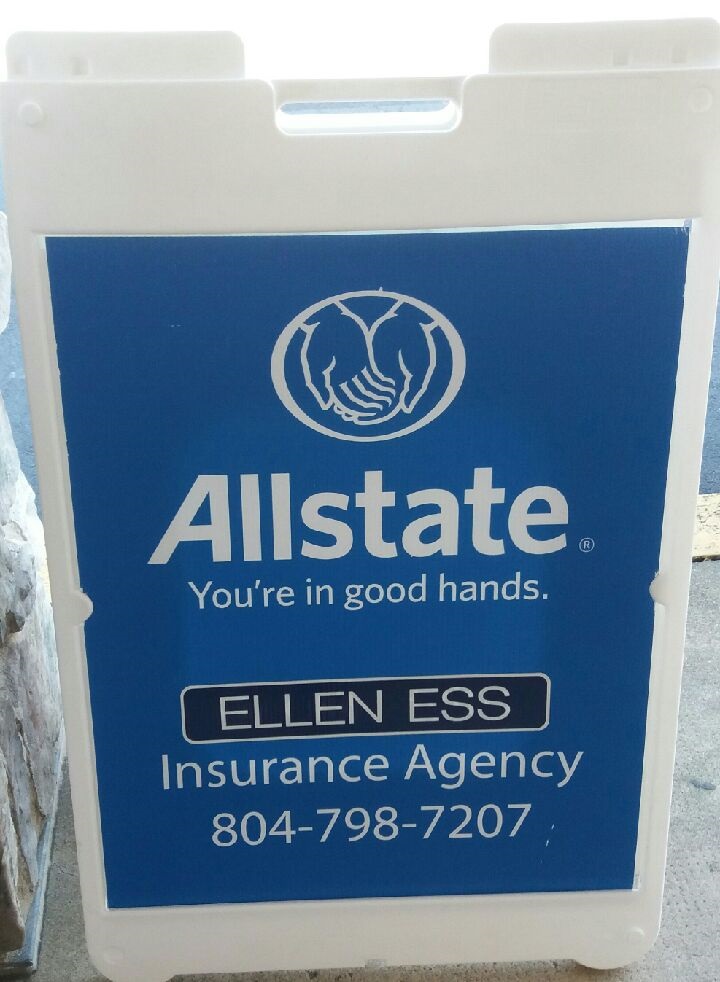 Allstate®
You're in good hands.
ELLEN ESS
Insurance Agency
804-798-7207